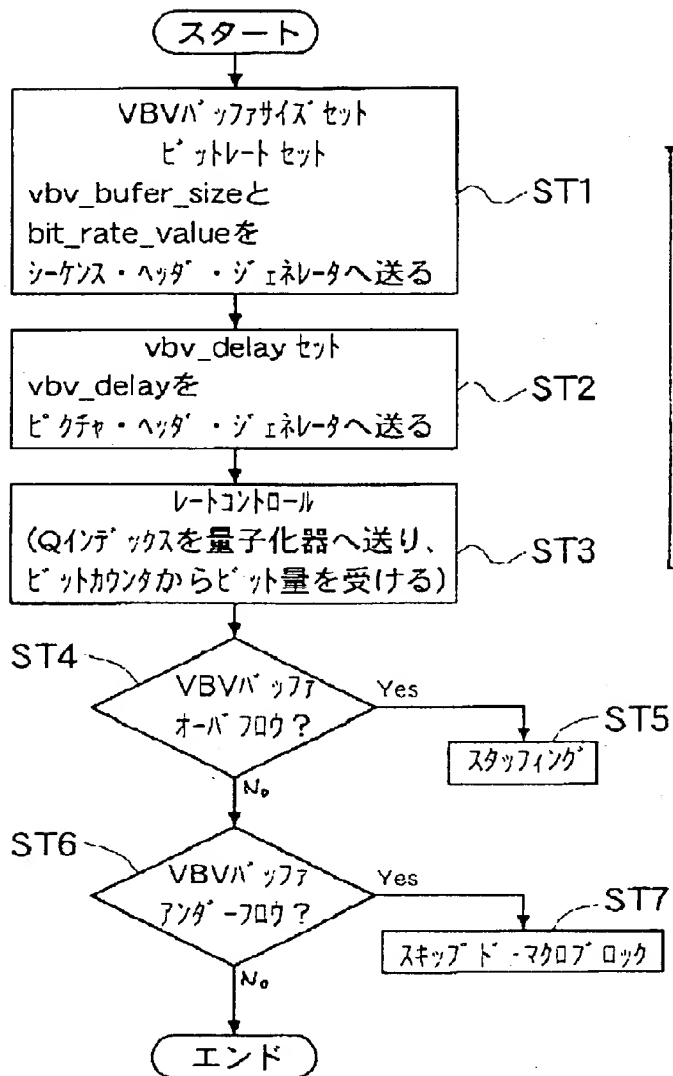 スタート
VBVバッファサイズセット
ビットレートセット
vbv_bufer_sizeと
bit_rate_valueを
シーケンス・ヘッダ・ジェネレータへ送る
ST1
vbv_delayセット
vbv_delayを
ピクチャ・ヘッダ・ジェネレータへ送る
ST2
レートコントロール
(Qインデックスを量子化器へ送り、
ビットカウンタからビット量を受ける)
ST3
ST4
VBVバッファ
オーバフロウ？
Yes
ST5
スタッフィング
No
ST6
VBVバッファ
アンダーフロウ？
Yes
ST7
スキップド・マクロブロック
No
エンド